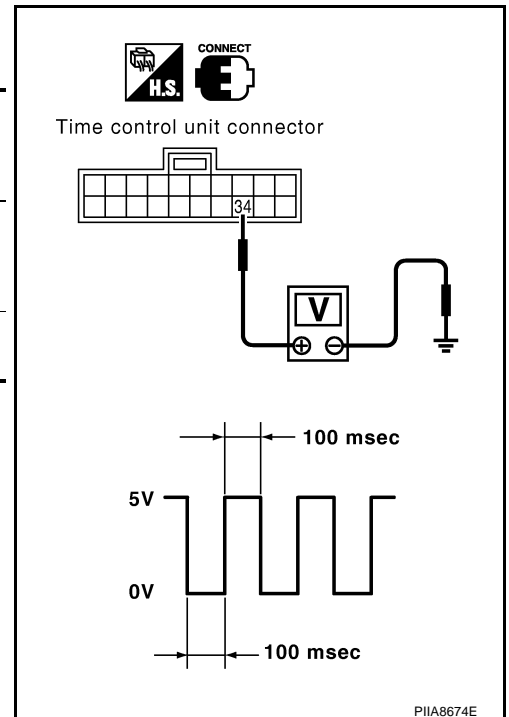 CONNECT
H.S.
Time control unit connector
34
V
100 msec
5V
0V
100 msec
PIIA8674E